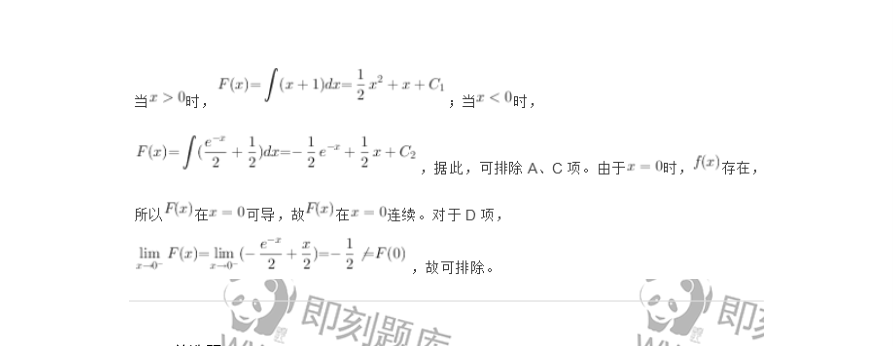 当x > 0时，F(x)=∫(x + 1)dx=1/2 x² + x + C₁；当x < 0时，
F(x)=∫(e⁻ˣ/2 + 1/2)dx=−1/2 e⁻ˣ + 1/2 x + C₂，据此，可排除 A、C 项。由于x = 0时，f(x)存在，
所以F(x)在x = 0可导，故F(x)在x = 0连续。对于 D 项，
lim x→0⁻ F(x)=lim x→0⁻ (−e⁻ˣ/2 + x/2)=−1/2 ≠F(0)，故可排除。
即刻题库 即刻